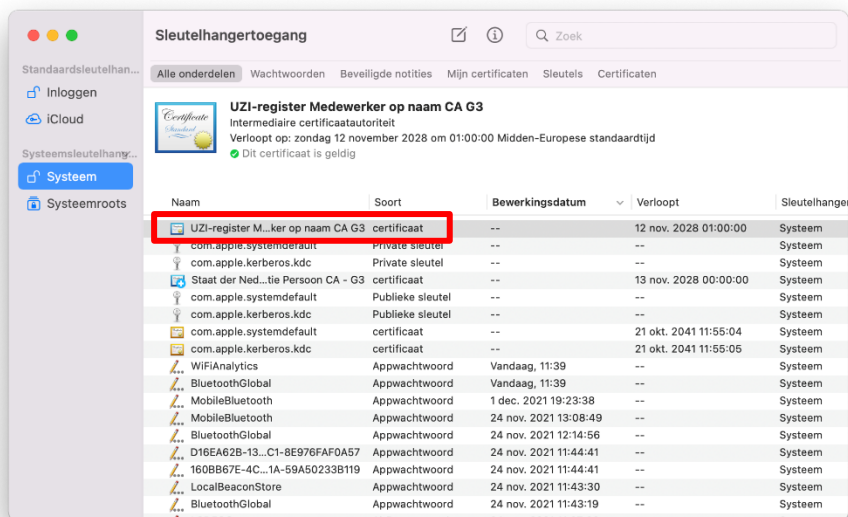 Sleutelhangertoegang
Zoek
Standaardsleutelhan...
Inloggen
iCloud
Systeemsleutelhang...
Systeem
Systeemroots
Alle onderdelen Wachtwoorden Beveiligde notities Mijn certificaten Sleutels Certificaten
Certificate
Standard
UZI-register Medewerker op naam CA G3
Intermediaire certificaatautoriteit
Verloopt op: zondag 12 november 2028 om 01:00:00 Midden-Europese standaardtijd
Dit certificaat is geldig
Naam Soort Bewerkingsdatum Verloopt Sleutelhanger
UZI-register M...ker op naam CA G3 certificaat -- 12 nov. 2028 01:00:00 Systeem
com.apple.systemdefault Private sleutel -- -- Systeem
com.apple.kerberos.kdc Private sleutel -- -- Systeem
Staat der Ned...tie Persoon CA - G3 certificaat -- 13 nov. 2028 00:00:00 Systeem
com.apple.systemdefault Publieke sleutel -- -- Systeem
com.apple.kerberos.kdc Publieke sleutel -- -- Systeem
com.apple.systemdefault certificaat -- 21 okt. 2041 11:55:04 Systeem
com.apple.kerberos.kdc certificaat -- 21 okt. 2041 11:55:05 Systeem
WiFiAnalytics Appwachtwoord Vandaag, 11:39 -- Systeem
BluetoothGlobal Appwachtwoord Vandaag, 11:39 -- Systeem
MobileBluetooth Appwachtwoord 1 dec. 2021 19:23:38 -- Systeem
MobileBluetooth Appwachtwoord 24 nov. 2021 13:08:49 -- Systeem
BluetoothGlobal Appwachtwoord 24 nov. 2021 12:14:56 -- Systeem
D16EA62B-13...C1-8E976FAF0A57 Appwachtwoord 24 nov. 2021 11:44:41 -- Systeem
160BB67E-4C...1A-59A50233B119 Appwachtwoord 24 nov. 2021 11:44:41 -- Systeem
LocalBeaconStore Appwachtwoord 24 nov. 2021 11:43:30 -- Systeem
BluetoothGlobal Appwachtwoord 24 nov. 2021 11:43:19 -- Systeem